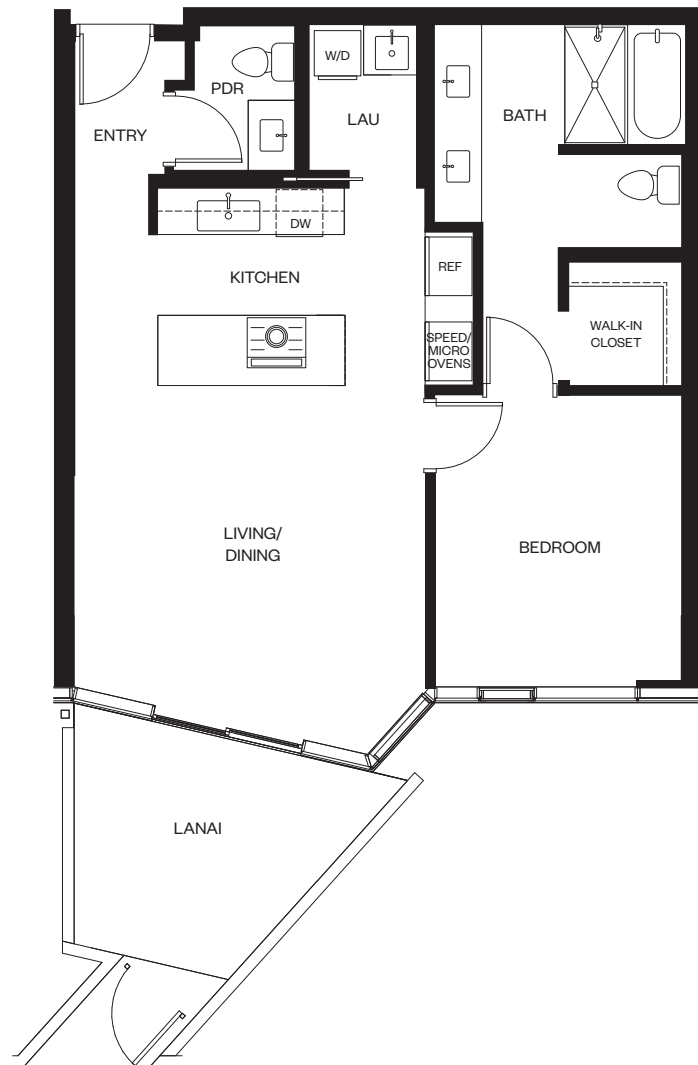 W/D
PDR
ENTRY
LAU
BATH
DW
KITCHEN
REF
WALK-IN
CLOSET
SPEED/
MICRO
OVENS
LIVING/
DINING
BEDROOM
LANAI